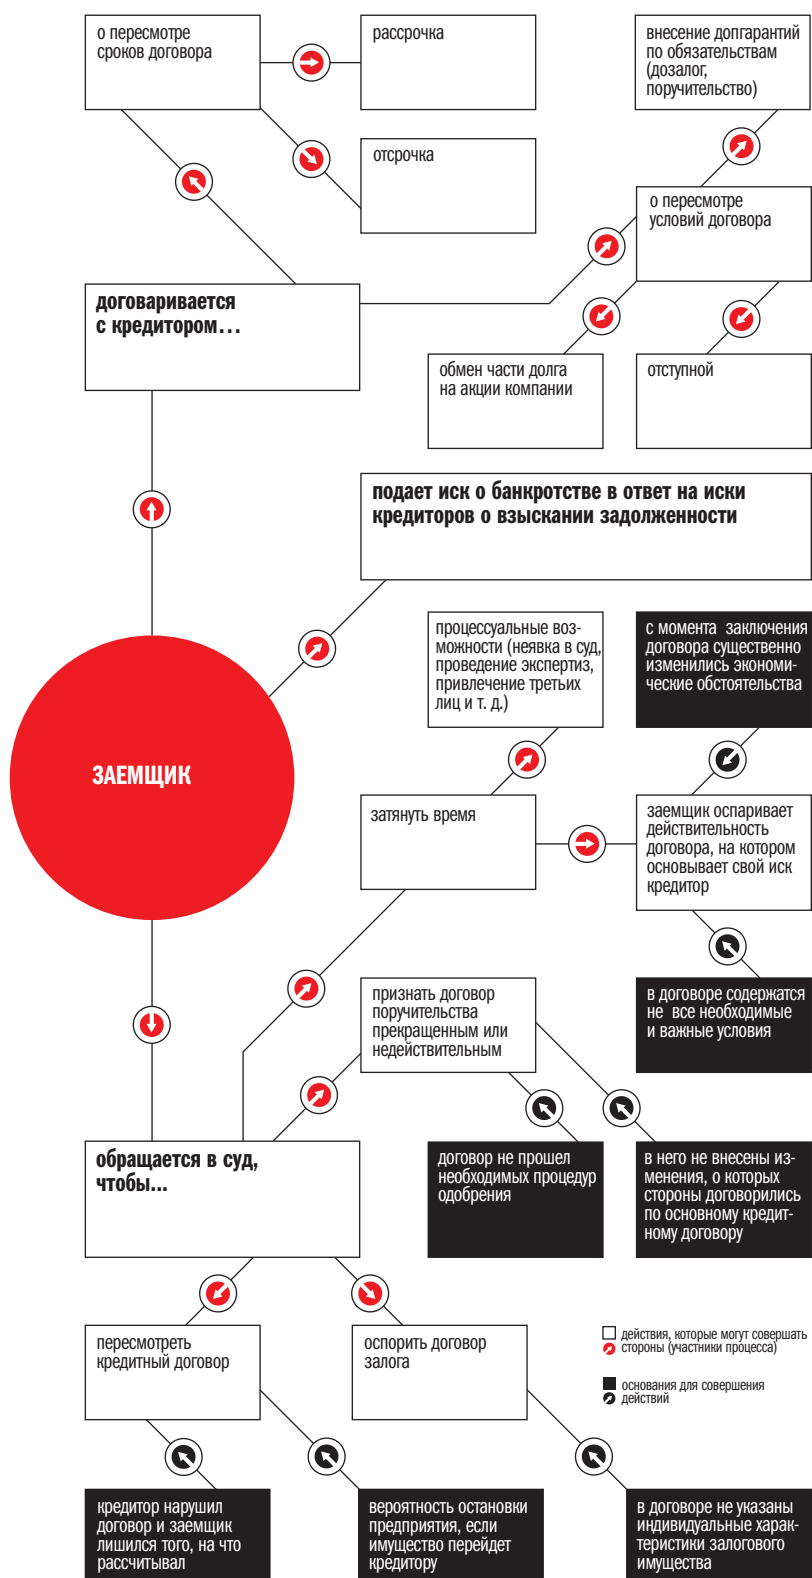 о пересмотре
сроков договора
рассрочка
внесение допгарантий
по обязательствам
(дозалог,
поручительство)
отсрочка
о пересмотре
условий договора
договаривается
с кредитором...
обмен части долга
на акции компании
отступной
подает иск о банкротстве в ответ на иски
кредиторов о взыскании задолженности
процессуальные воз-
можности (неявка в суд,
проведение экспертиз,
привлечение третьих
лиц и т. д.)
с момента заключения
договора существенно
изменились экономи-
ческие обстоятельства
ЗАЕМЩИК
затянуть время
заемщик оспаривает
действительность
договора, на котором
основывает свой иск
кредитор
признать договор
поручительства
прекращенным или
недействительным
в договоре содержатся
не все необходимые
и важные условия
обращается в суд,
чтобы...
договор не прошел
необходимых процедур
одобрения
в него не внесены из-
менения, о которых
стороны договорились
по основному кредит-
ному договору
пересмотреть
кредитный договор
оспорить договор
залога
действия, которые могут совершать
стороны (участники процесса)
основания для совершения
действий
кредитор нарушил
договор и заемщик
лишился того, на что
рассчитывал
вероятность остановки
предприятия, если
имущество перейдет
кредитору
в договоре не указаны
индивидуальные харак-
теристики залогового
имущества